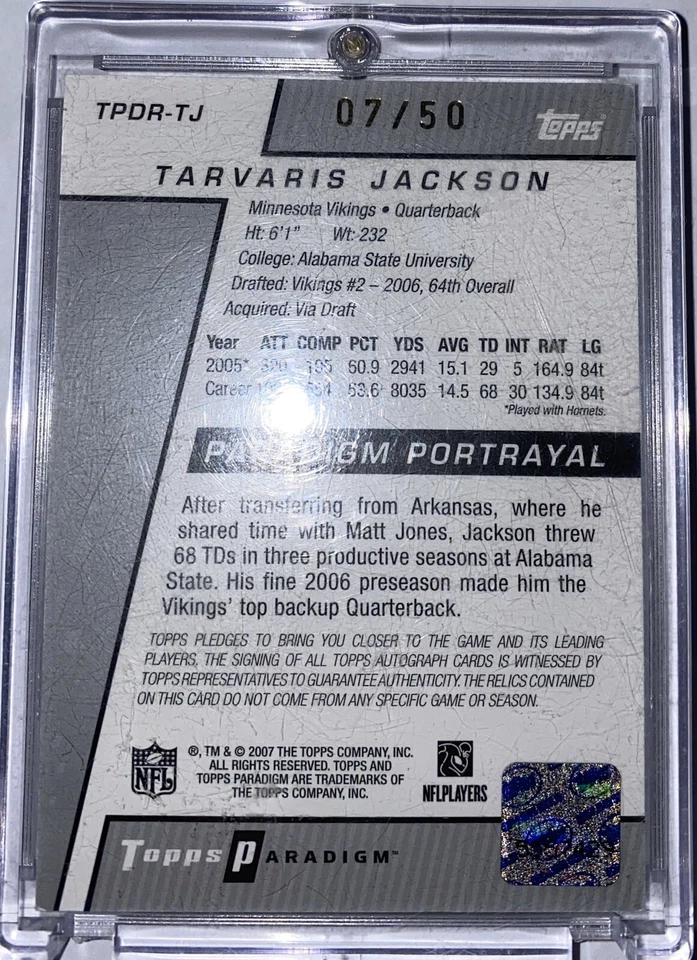 TPDR-TJ
07/50
Topps
TARVARIS JACKSON
Minnesota Vikings • Quarterback
Ht: 6'1" Wt: 232
College: Alabama State University
Drafted: Vikings #2 – 2006, 64th Overall
Acquired: Via Draft
Year ATT COMP PCT YDS AVG TD INT RAT LG
2005* 195 60.9 2941 15.1 29 5 164.9 84t
Career 53.6 8035 14.5 68 30 134.9 84t
*Played with Hornets.
PARADIGM PORTRAYAL
After transferring from Arkansas, where he
shared time with Matt Jones, Jackson threw
68 TDs in three productive seasons at Alabama
State. His fine 2006 preseason made him the
Vikings' top backup Quarterback.
TOPPS PLEDGES TO BRING YOU CLOSER TO THE GAME AND ITS LEADING
PLAYERS. THE SIGNING OF ALL TOPPS AUTOGRAPH CARDS IS WITNESSED BY
TOPPS REPRESENTATIVES TO GUARANTEE AUTHENTICITY. THE RELICS CONTAINED
ON THIS CARD DO NOT COME FROM ANY SPECIFIC GAME OR SEASON.
NFL
®, TM & © 2007 THE TOPPS COMPANY, INC.
ALL RIGHTS RESERVED. TOPPS AND
TOPPS PARADIGM ARE TRADEMARKS OF
THE TOPPS COMPANY, INC.
NFLPLAYERS
Topps PARADIGM™